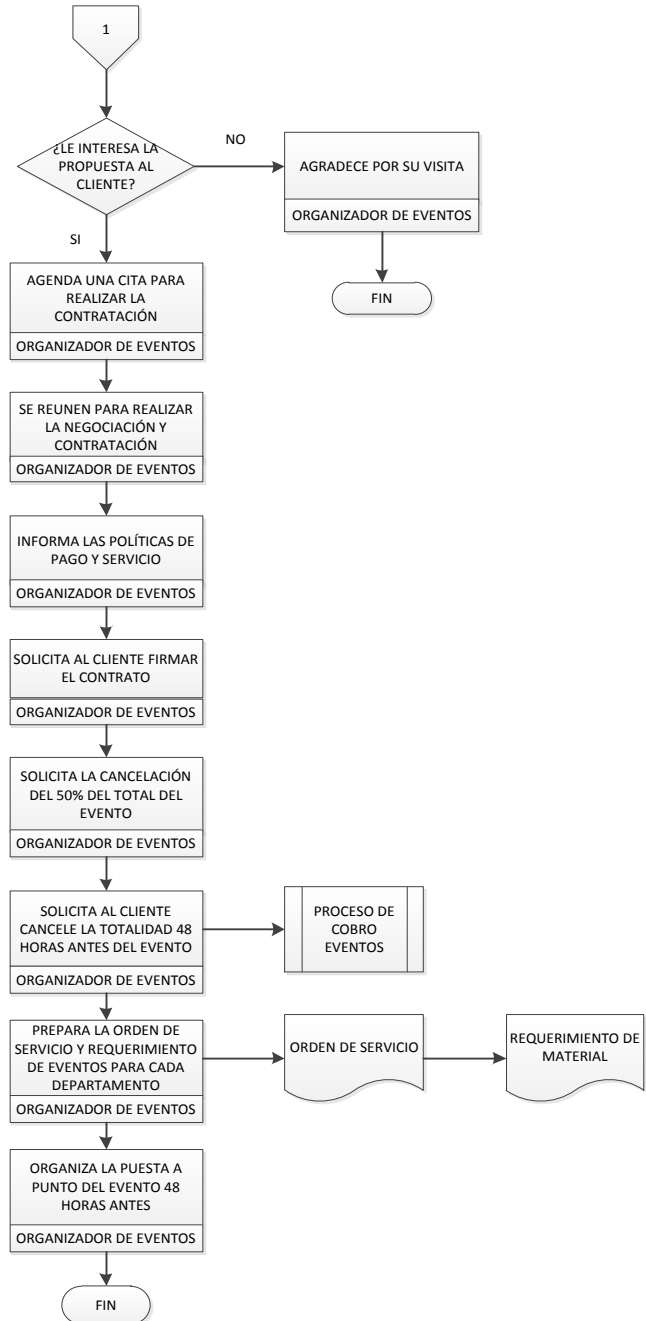 1
¿LE INTERESA LA
PROPUESTA AL
CLIENTE?
NO
AGRADECE POR SU VISITA
ORGANIZADOR DE EVENTOS
FIN
SI
AGENDA UNA CITA PARA
REALIZAR LA
CONTRATACIÓN
ORGANIZADOR DE EVENTOS
SE REUNEN PARA REALIZAR
LA NEGOCIACIÓN Y
CONTRATACIÓN
ORGANIZADOR DE EVENTOS
INFORMA LAS POLÍTICAS DE
PAGO Y SERVICIO
ORGANIZADOR DE EVENTOS
SOLICITA AL CLIENTE FIRMAR
EL CONTRATO
ORGANIZADOR DE EVENTOS
SOLICITA LA CANCELACIÓN
DEL 50% DEL TOTAL DEL
EVENTO
ORGANIZADOR DE EVENTOS
SOLICITA AL CLIENTE
CANCELE LA TOTALIDAD 48
HORAS ANTES DEL EVENTO
ORGANIZADOR DE EVENTOS
PROCESO DE
COBRO
EVENTOS
PREPARA LA ORDEN DE
SERVICIO Y REQUERIMIENTO
DE EVENTOS PARA CADA
DEPARTAMENTO
ORGANIZADOR DE EVENTOS
ORDEN DE SERVICIO
REQUERIMIENTO DE
MATERIAL
ORGANIZA LA PUESTA A
PUNTO DEL EVENTO 48
HORAS ANTES
ORGANIZADOR DE EVENTOS
FIN